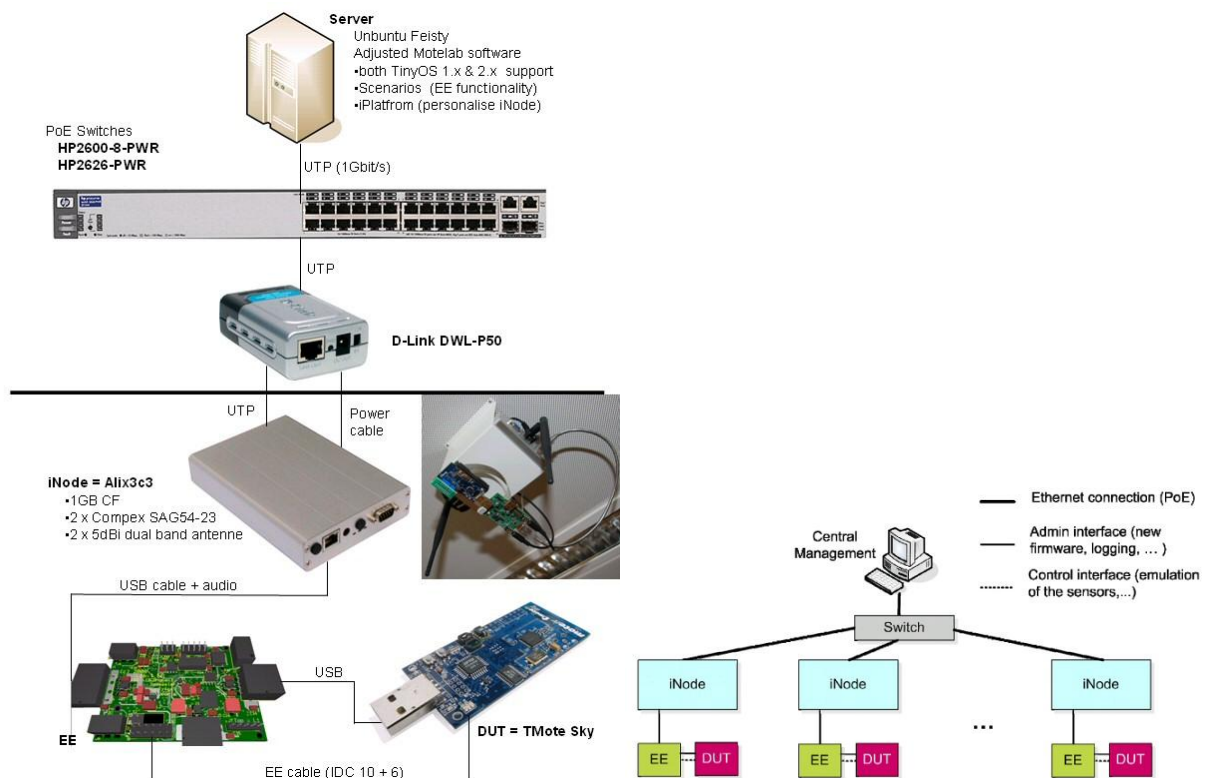 Server
Unbuntu Feisty
Adjusted Motelab software
▪both TinyOS 1.x & 2.x support
▪Scenarios (EE functionality)
▪iPlatfrom (personalise iNode)
PoE Switches
HP2600-8-PWR
HP2626-PWR
UTP (1Gbit/s)
UTP
D-Link DWL-P50
UTP
Power
cable
iNode = Alix3c3
▪1GB CF
▪2 x Compex SAG54-23
▪2 x 5dBi dual band antenne
USB cable + audio
USB
EE
DUT = TMote Sky
EE cable (IDC 10 + 6)
Ethernet connection (PoE)
Admin interface (new
firmware, logging, ... )
Control interface (emulation
of the sensors,...)
Central
Management
Switch
iNode
iNode
iNode
...
EE
DUT
EE
DUT
EE
DUT